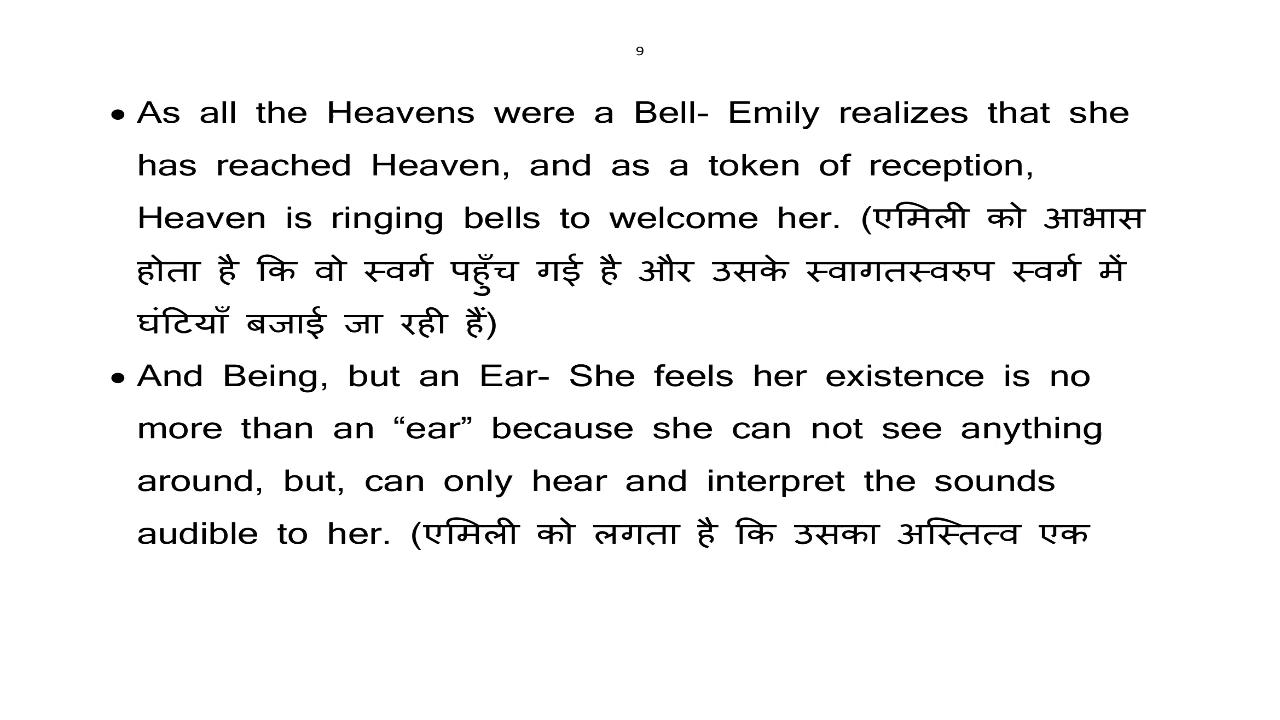 9
• As all the Heavens were a Bell- Emily realizes that she
has reached Heaven, and as a token of reception,
Heaven is ringing bells to welcome her. (एमिली को आभास
होता है कि वो स्वर्ग पहुँच गई है और उसके स्वागतस्वरुप स्वर्ग में
घंटियाँ बजाई जा रही हैं)
• And Being, but an Ear- She feels her existence is no
more than an “ear” because she can not see anything
around, but, can only hear and interpret the sounds
audible to her. (एमिली को लगता है कि उसका अस्तित्व एक